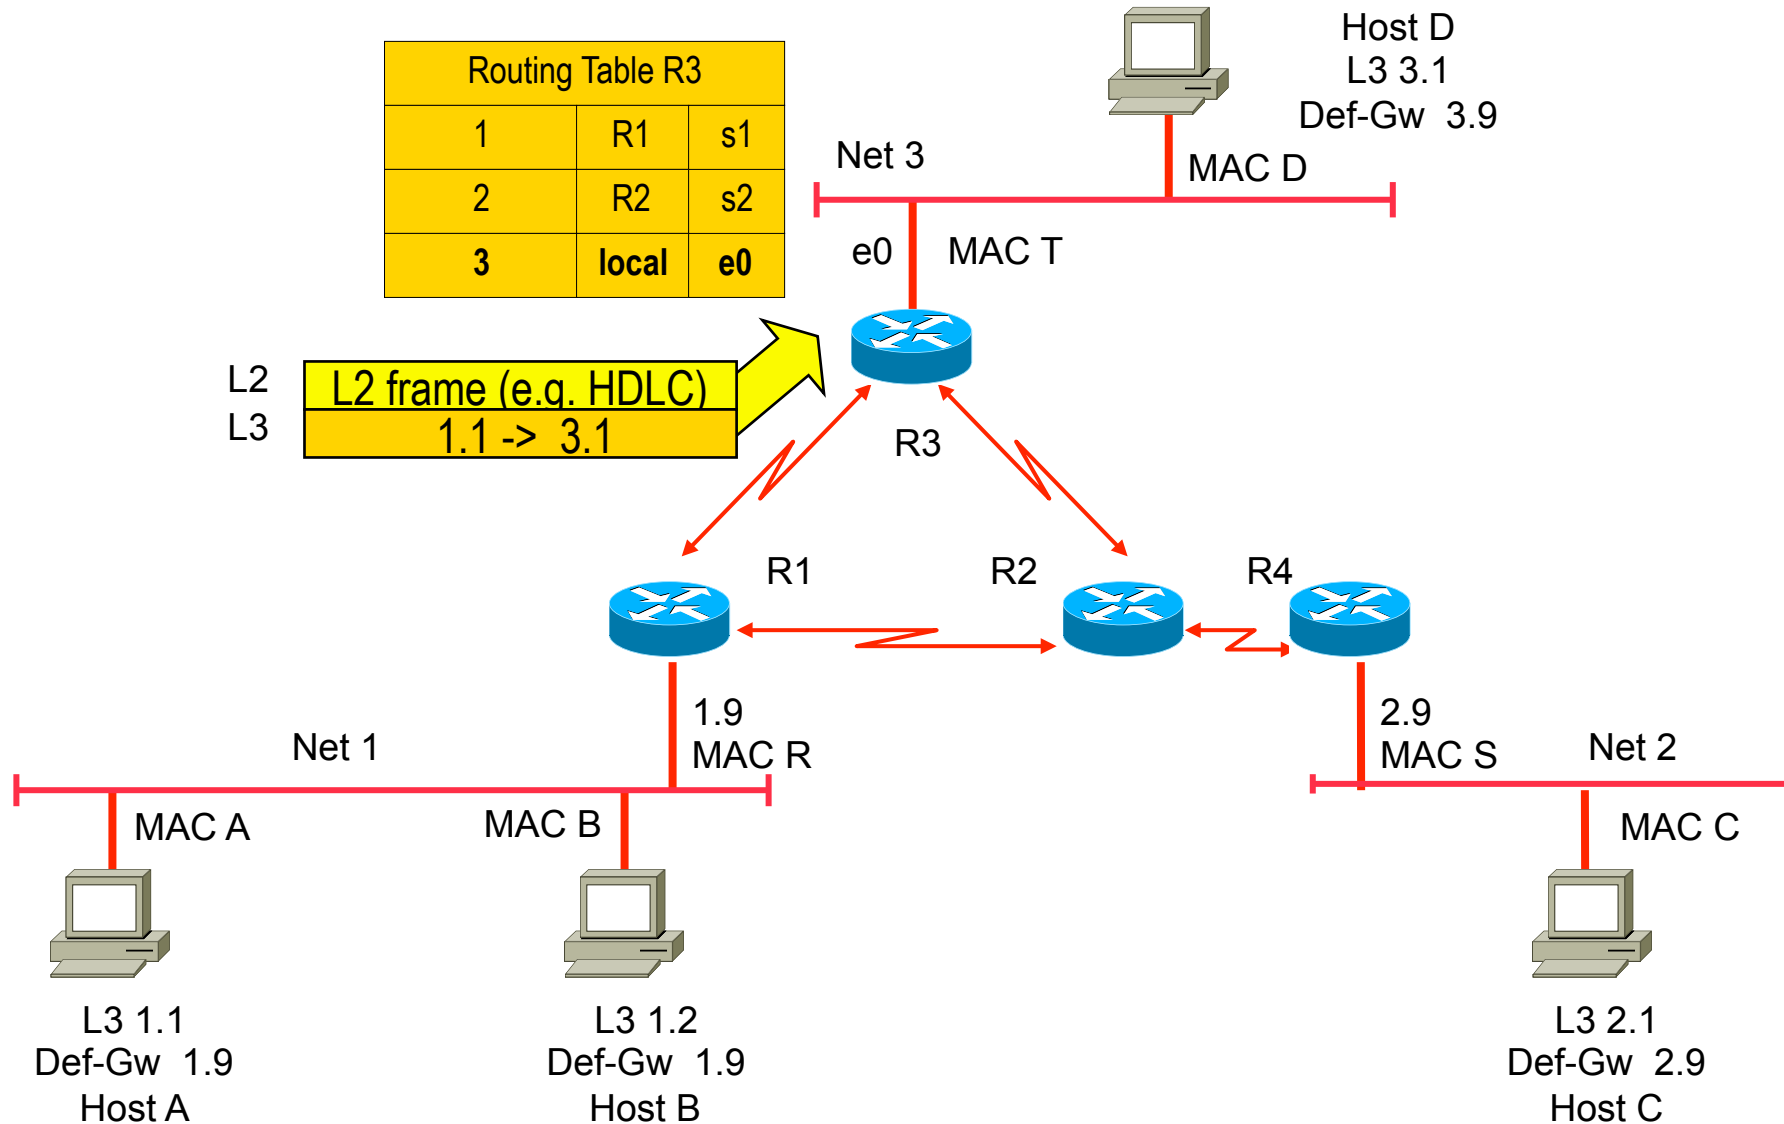 Host D
L3 3.1
Def-Gw 3.9
Routing Table R3
1 R1 s1
2 R2 s2
3 local e0
Net 3
MAC D
e0 MAC T
L2 L2 frame (e.g. HDLC)
L3 1.1 -> 3.1
R3
R1 R2 R4
1.9
MAC R
2.9
MAC S
Net 1
Net 2
MAC A
MAC B
MAC C
L3 1.1
Def-Gw 1.9
Host A
L3 1.2
Def-Gw 1.9
Host B
L3 2.1
Def-Gw 2.9
Host C